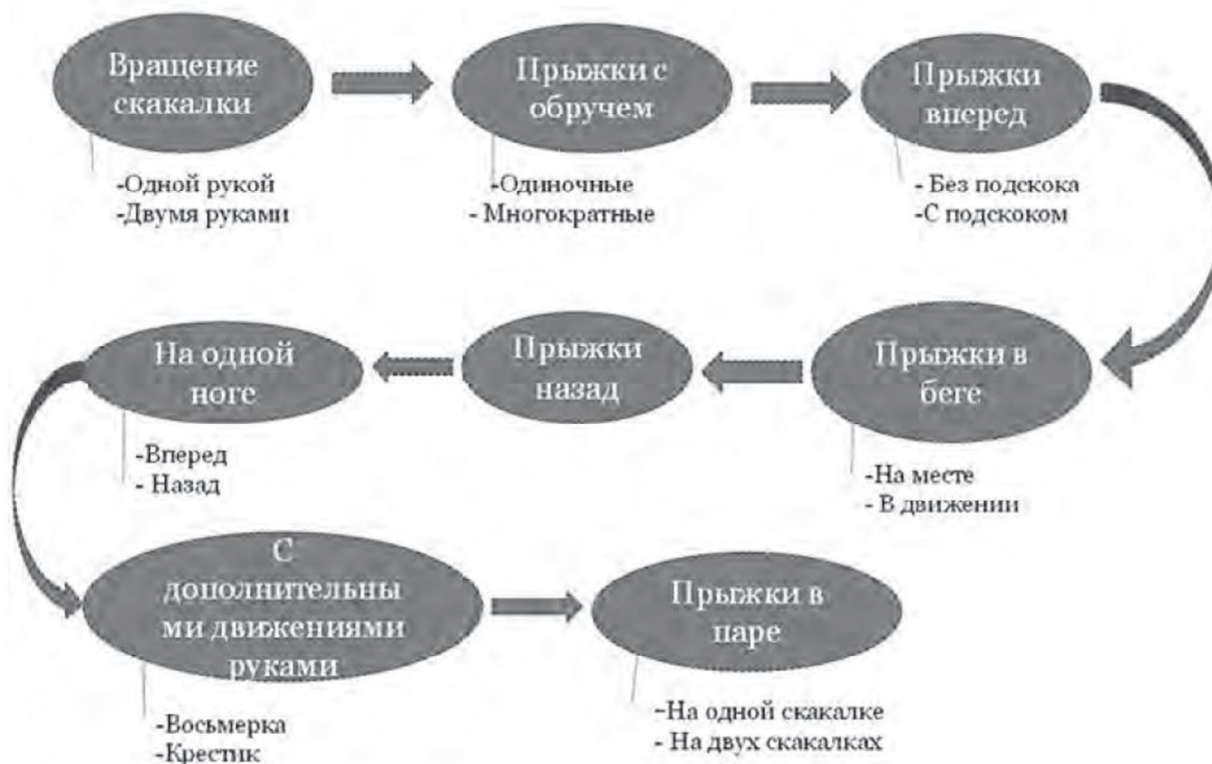 Вращение
скакалки
-Одной рукой
-Двумя руками
Прыжки с
обручем
-Одиночные
- Многократные
Прыжки
вперед
- Без подскока
-С подскоком
Прыжки в
беге
-На месте
- В движении
Прыжки
назад
На одной
ноге
-Вперед
- Назад
С
дополнительны
ми движениями
руками
-Восьмерка
-Крестик
Прыжки в
паре
-На одной скакалке
- На двух скакалках